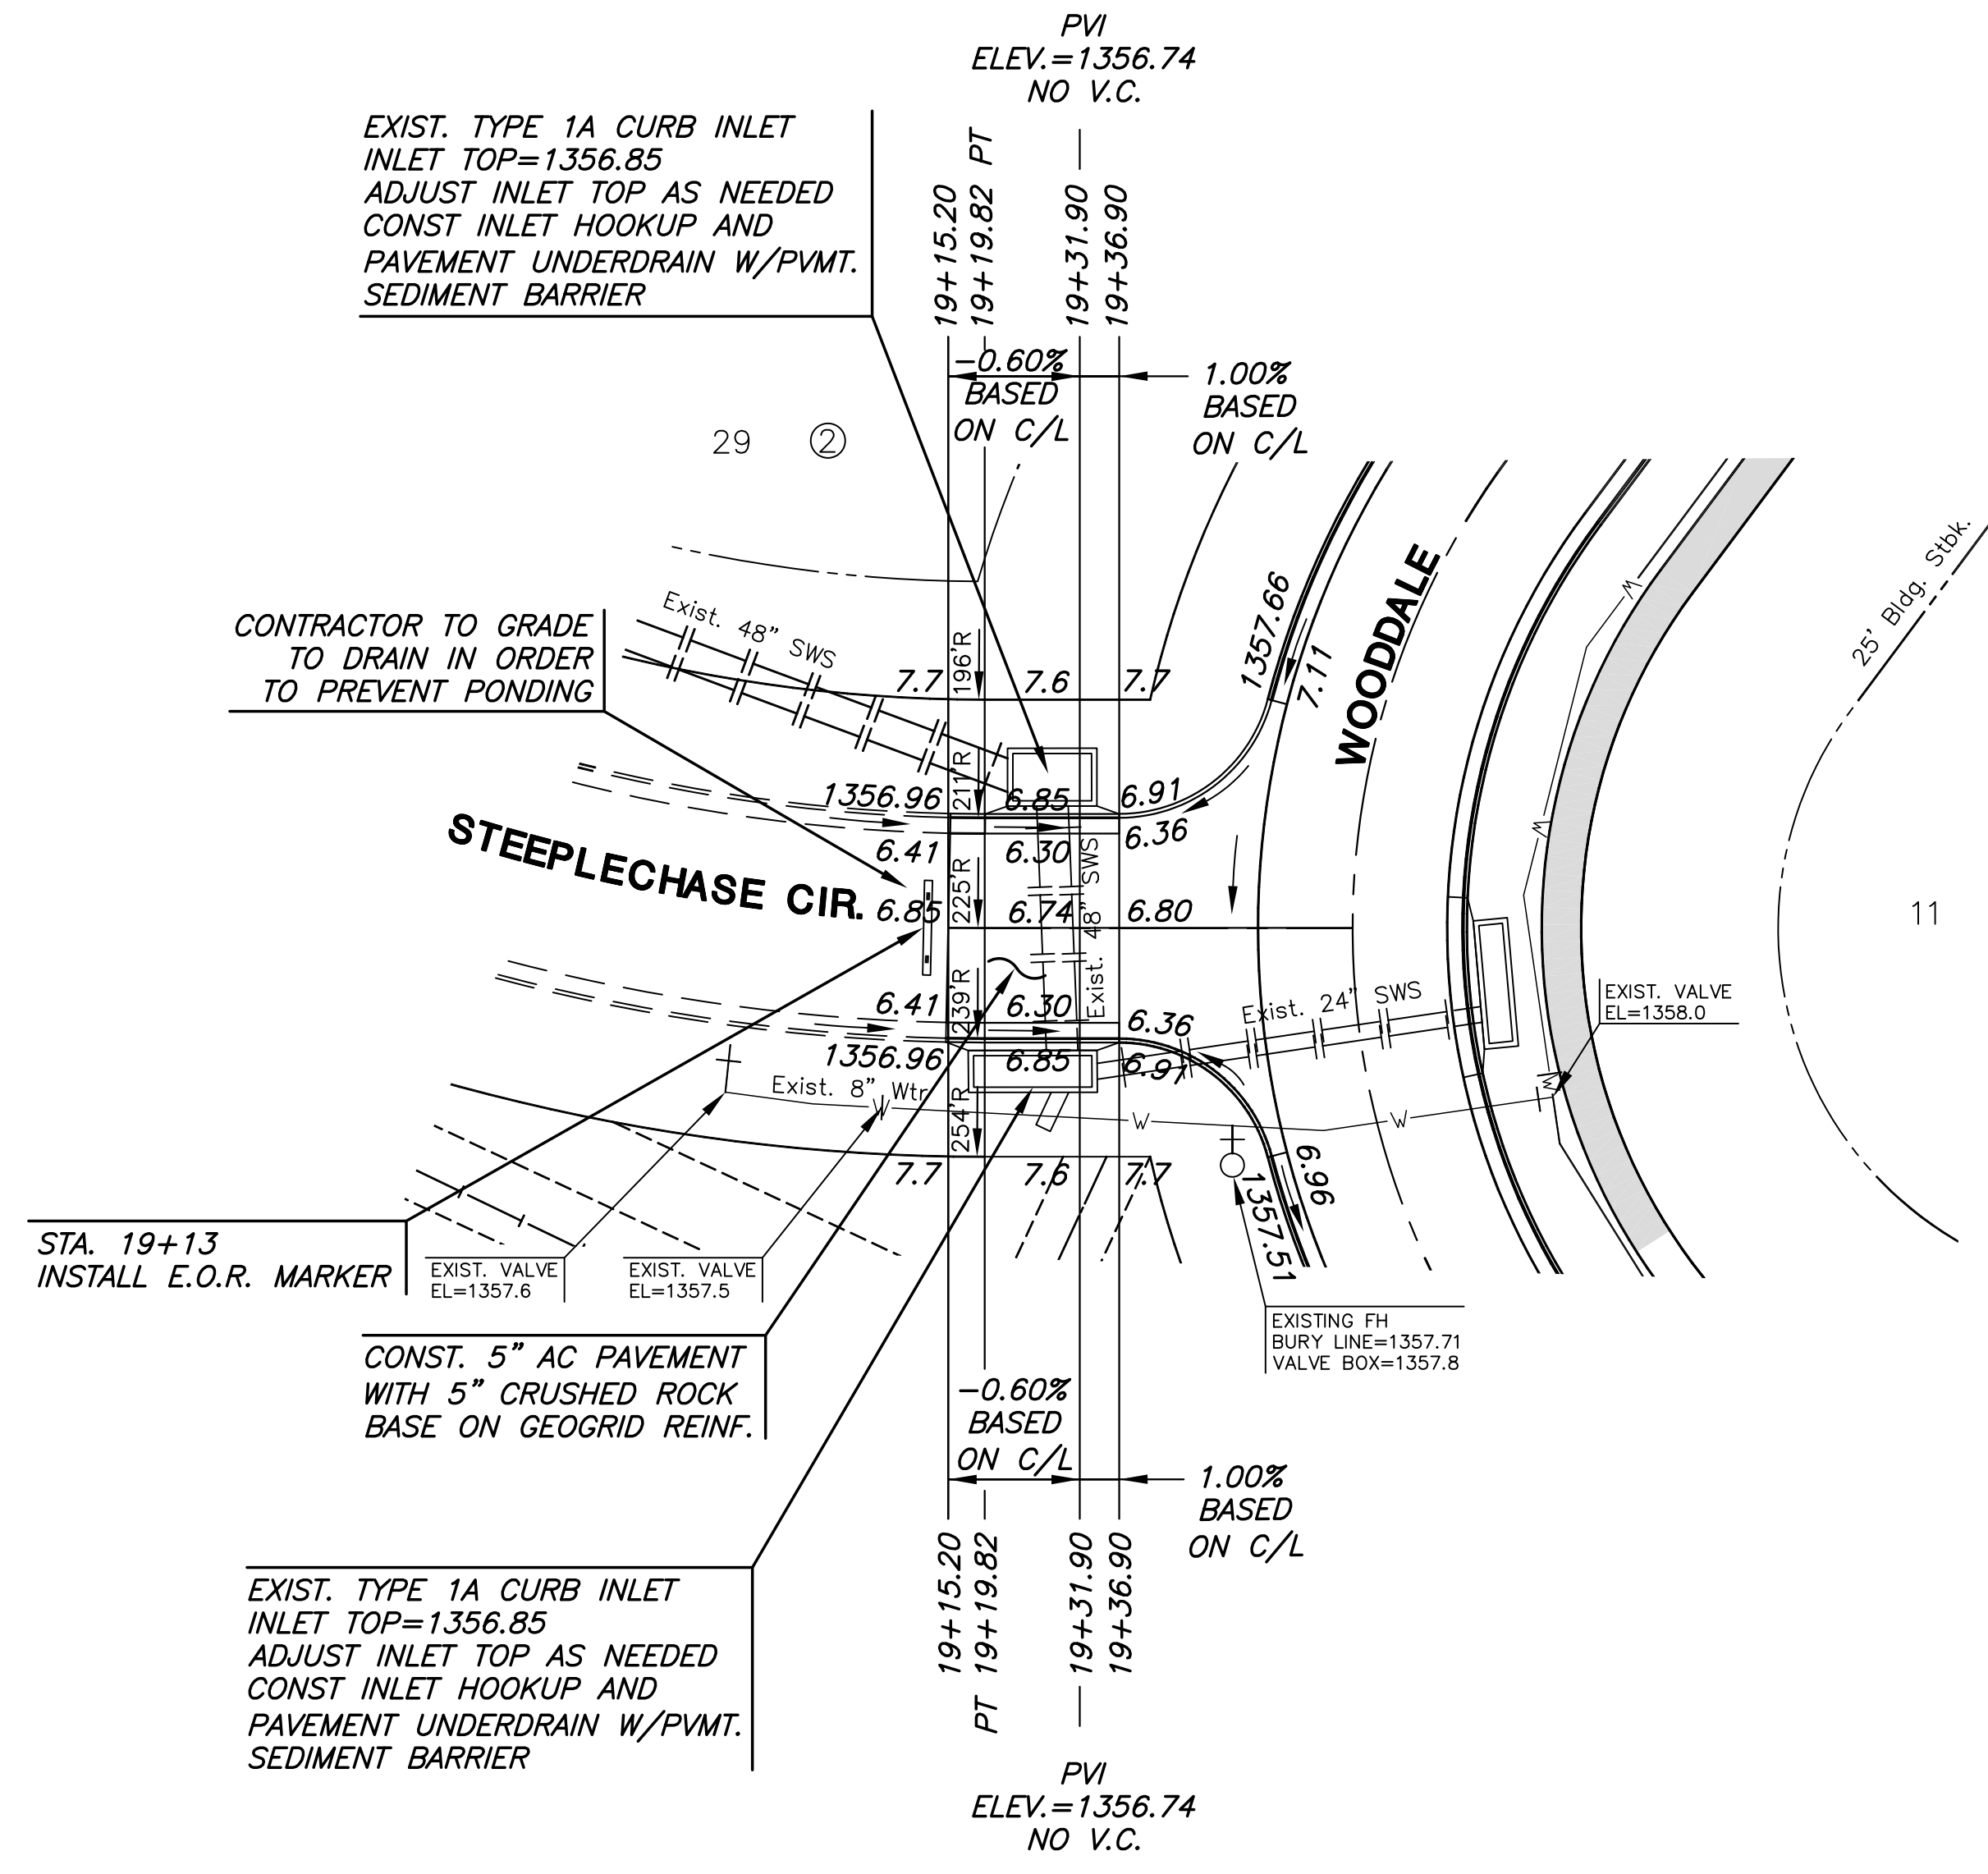 PVI
ELEV.=1356.74
NO V.C.
EXIST. TYPE 1A CURB INLET
INLET TOP=1356.85
ADJUST INLET TOP AS NEEDED
CONST INLET HOOKUP AND
PAVEMENT UNDERDRAIN W/PVMT.
SEDIMENT BARRIER
19+15.20
19+19.82 PT
19+31.90
19+36.90
-0.60%
BASED
ON C/L
1.00%
BASED
ON C/L
29 2
25' Bldg. Stbk.
Exist. 48" SWS
CONTRACTOR TO GRADE
TO DRAIN IN ORDER
TO PREVENT PONDING
7.7
196'R
7.6
7.7
1357.66
7.11
WOODDALE
W
W
1356.96
211'R
6.85
6.91
6.41
6.30
6.36
STEEPLECHASE CIR.
6.85
225'R
6.74
6.80
Exist. 48" SWS
11
6.41
239'R
6.30
6.36
Exist. 24" SWS
EXIST. VALVE
EL=1358.0
1356.96
6.85
6.97
Exist. 8" Wtr
W
W
W
W
254'R
7.7
7.6
7.7
6.96
1357.51
STA. 19+13
INSTALL E.O.R. MARKER
EXIST. VALVE
EL=1357.6
EXIST. VALVE
EL=1357.5
EXISTING FH
BURY LINE=1357.71
VALVE BOX=1357.8
CONST. 5" AC PAVEMENT
WITH 5" CRUSHED ROCK
BASE ON GEOGRID REINF.
-0.60%
BASED
ON C/L
1.00%
BASED
ON C/L
EXIST. TYPE 1A CURB INLET
INLET TOP=1356.85
ADJUST INLET TOP AS NEEDED
CONST INLET HOOKUP AND
PAVEMENT UNDERDRAIN W/PVMT.
SEDIMENT BARRIER
19+15.20
PT 19+19.82
19+31.90
19+36.90
PVI
ELEV.=1356.74
NO V.C.